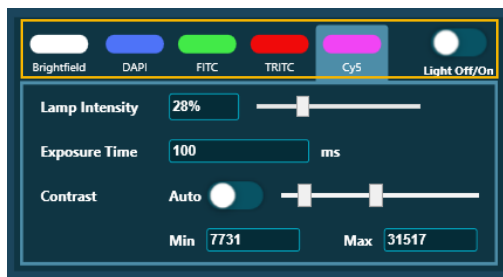 Brightfield DAPI FITC TRITC Cy5 Light Off/On
Lamp Intensity 28%
Exposure Time 100 ms
Contrast Auto
Min 7731 Max 31517